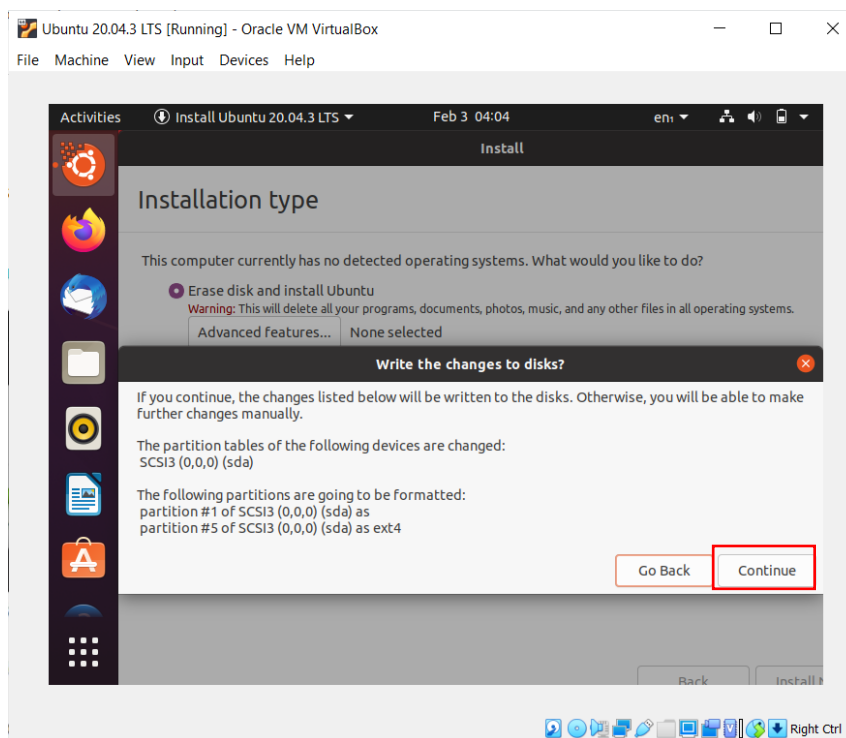 Ubuntu 20.04.3 LTS [Running] - Oracle VM VirtualBox
File Machine View Input Devices Help
Activities Install Ubuntu 20.04.3 LTS Feb 3 04:04 en₁
Install
Installation type
This computer currently has no detected operating systems. What would you like to do?
Erase disk and install Ubuntu
Warning: This will delete all your programs, documents, photos, music, and any other files in all operating systems.
Advanced features... None selected
Write the changes to disks?
If you continue, the changes listed below will be written to the disks. Otherwise, you will be able to make
further changes manually.
The partition tables of the following devices are changed:
SCSI3 (0,0,0) (sda)
The following partitions are going to be formatted:
partition #1 of SCSI3 (0,0,0) (sda) as
partition #5 of SCSI3 (0,0,0) (sda) as ext4
Go Back Continue
Back Install
Right Ctrl